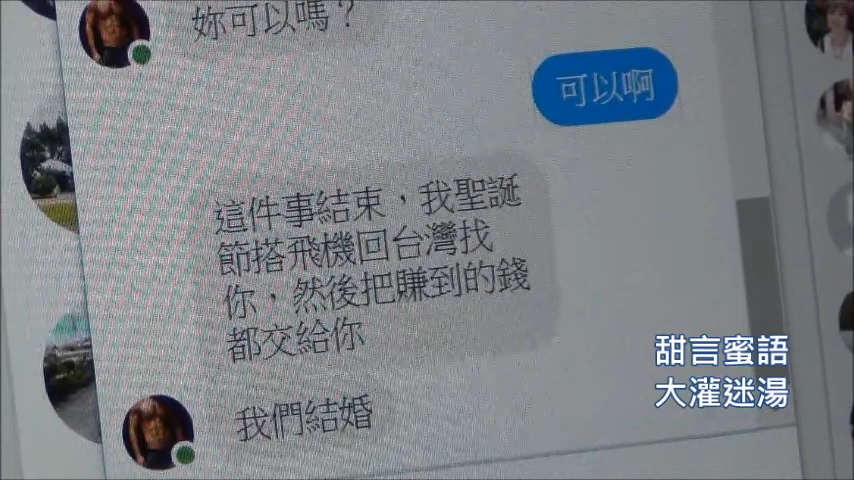 妳可以嗎？
可以啊
這件事結束，我聖誕
節搭飛機回台灣找
你，然後把賺到的錢
都交給你
我們結婚
甜言蜜語
大灌迷湯